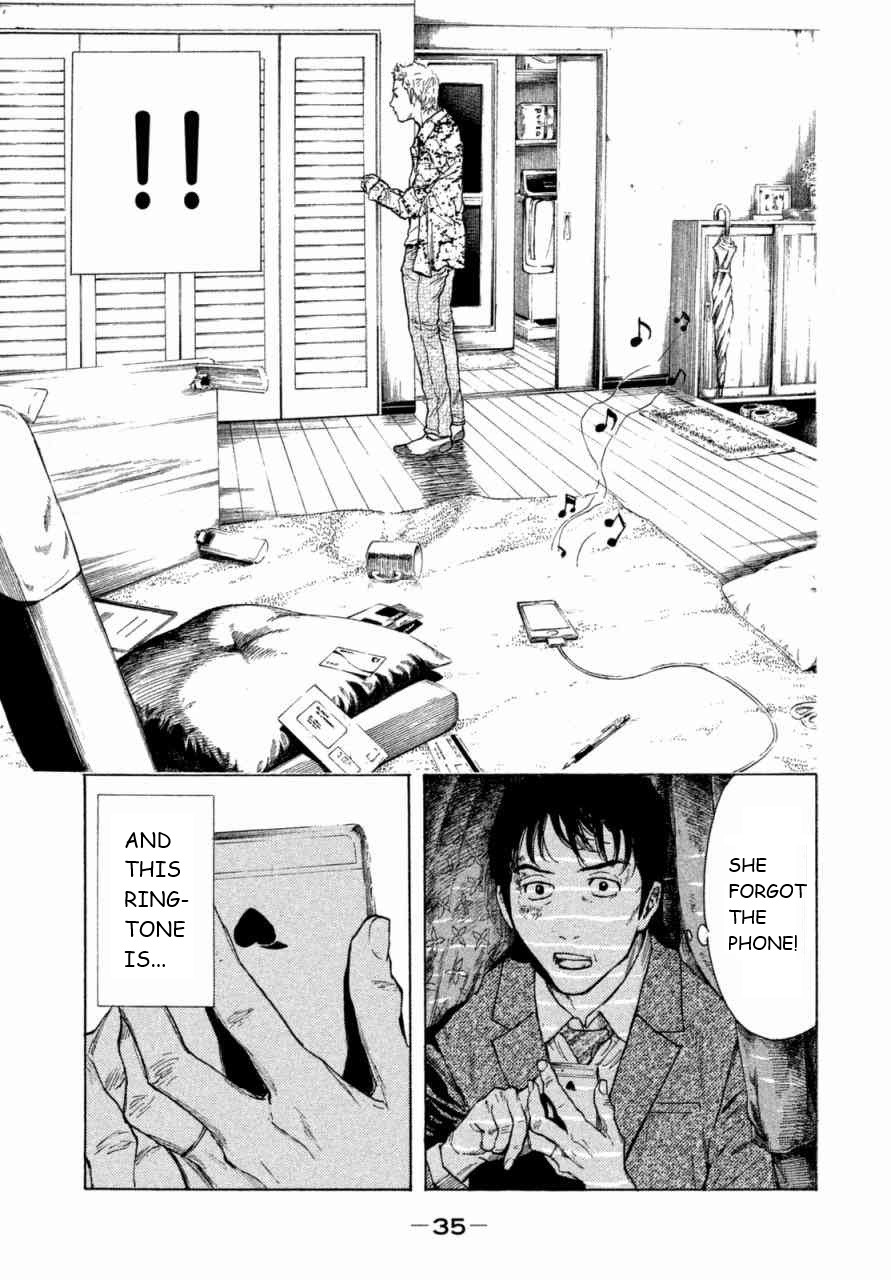 !!
SHE
FORGOT
THE
PHONE!
AND
THIS
RING-
TONE
IS...
—35—